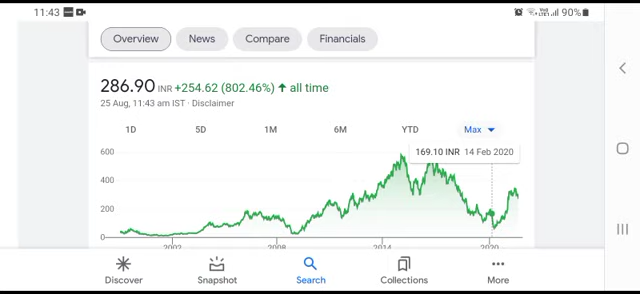 11:43 90%
Overview News Compare Financials
286.90 INR +254.62 (802.46%) ↑ all time
25 Aug, 11:43 am IST · Disclaimer
1D 5D 1M 6M YTD Max
169.10 INR 14 Feb 2020
600
400
200
0
2002 2008 2014 2020
Discover Snapshot Search Collections More